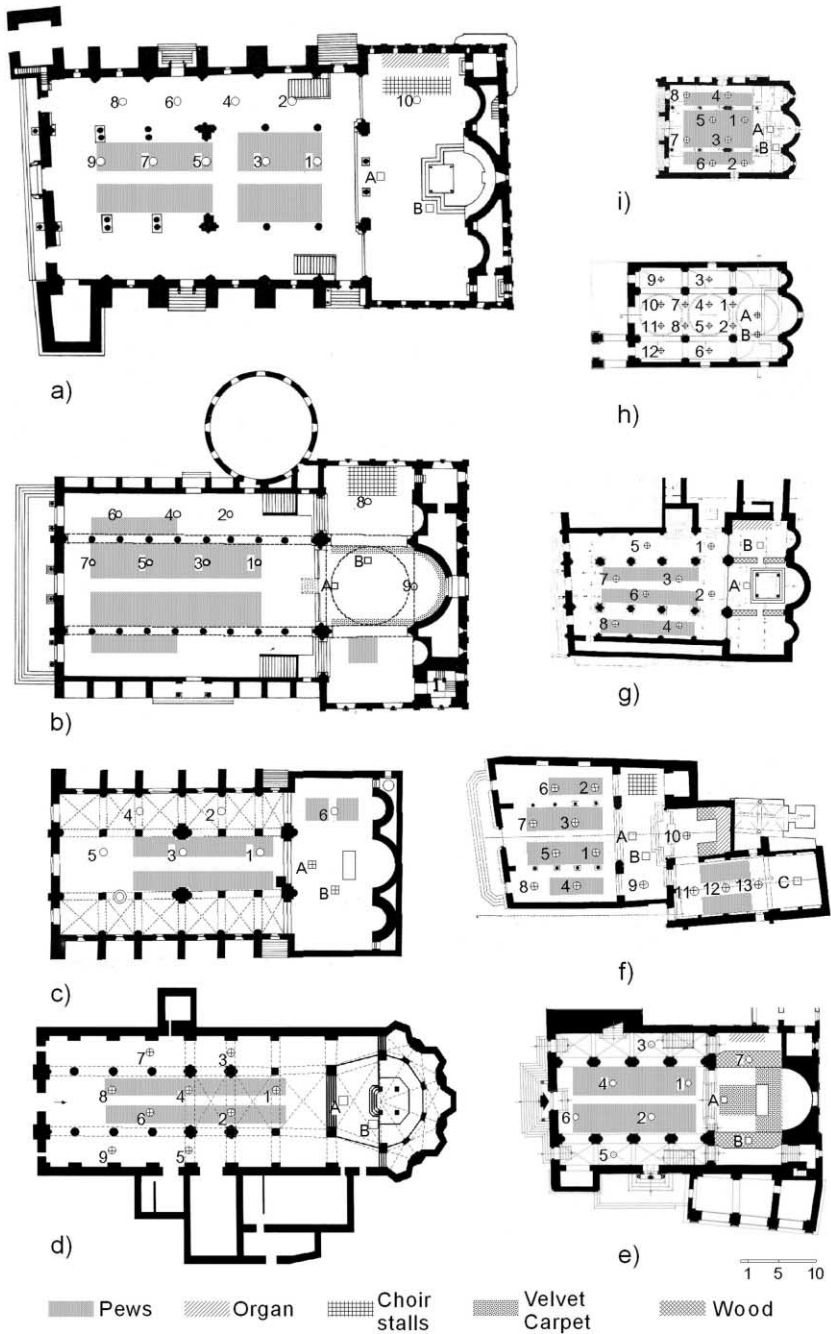 8 6 4 2 10
9 7 5 3 1 A
B
a)
8 4
5 1 A
7 3 B
6 2
i)
9 3
10 7 4 1 A
11 8 5 2 B
12 6
h)
6 4 2 8
B
7 5 3 1 A 9
b)
5 1 B
7 3 A
6 2
8 4
g)
4 2 6
5 3 1 A
B
c)
6 2
7 3 A 10
5 1 B
8 4 9 11 12 13 C
f)
7 3
8 4 1 A
6 2 B
9 5
d)
3 7
4 1 A
6 2 B
5
e)
1 5 10
Pews Organ Choir stalls Velvet Carpet Wood